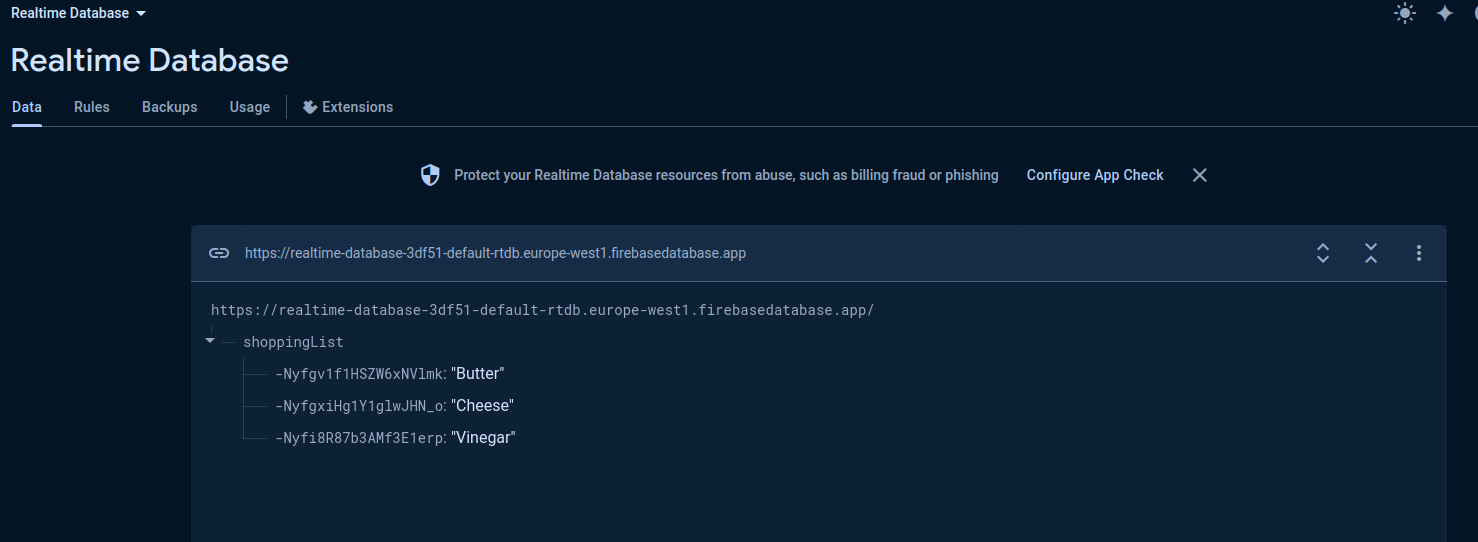 Realtime Database
Realtime Database
Data Rules Backups Usage Extensions
Protect your Realtime Database resources from abuse, such as billing fraud or phishing Configure App Check
https://realtime-database-3df51-default-rtdb.europe-west1.firebasedatabase.app
https://realtime-database-3df51-default-rtdb.europe-west1.firebasedatabase.app/
shoppingList
-Nyfgv1f1HSZW6xNVlmk: "Butter"
-NyfgxiHg1Y1glwJHN_o: "Cheese"
-Nyfi8R87b3AMf3E1erp: "Vinegar"